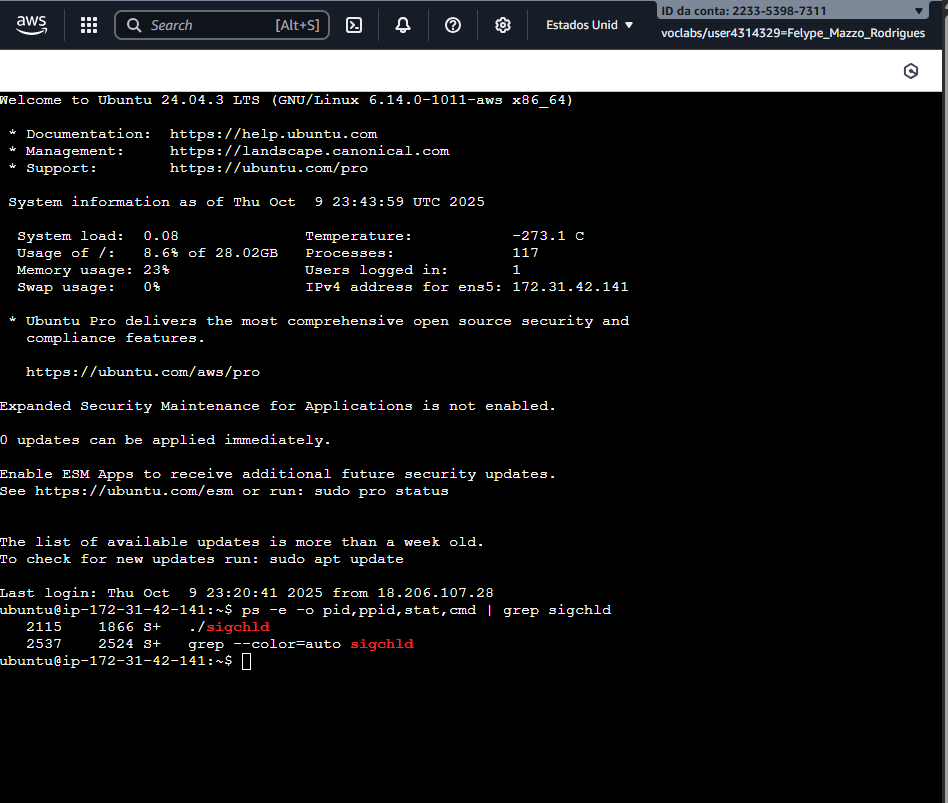 aws
Search [Alt+S]
Estados Unid ▼
ID da conta: 2233-5398-7311 ▼
voclabs/user4314329=Felype_Mazzo_Rodrigues
Welcome to Ubuntu 24.04.3 LTS (GNU/Linux 6.14.0-1011-aws x86_64)
* Documentation:  https://help.ubuntu.com
* Management:     https://landscape.canonical.com
* Support:        https://ubuntu.com/pro
System information as of Thu Oct  9 23:43:59 UTC 2025
System load:  0.08              Temperature:           -273.1 C
Usage of /:   8.6% of 28.02GB   Processes:             117
Memory usage: 23%               Users logged in:       1
Swap usage:   0%                IPv4 address for ens5: 172.31.42.141
* Ubuntu Pro delivers the most comprehensive open source security and
compliance features.
https://ubuntu.com/aws/pro
Expanded Security Maintenance for Applications is not enabled.
0 updates can be applied immediately.
Enable ESM Apps to receive additional future security updates.
See https://ubuntu.com/esm or run: sudo pro status
The list of available updates is more than a week old.
To check for new updates run: sudo apt update
Last login: Thu Oct  9 23:20:41 2025 from 18.206.107.28
ubuntu@ip-172-31-42-141:~$ ps -e -o pid,ppid,stat,cmd | grep sigchld
2115    1866 S+   ./sigchld
2537    2524 S+   grep --color=auto sigchld
ubuntu@ip-172-31-42-141:~$